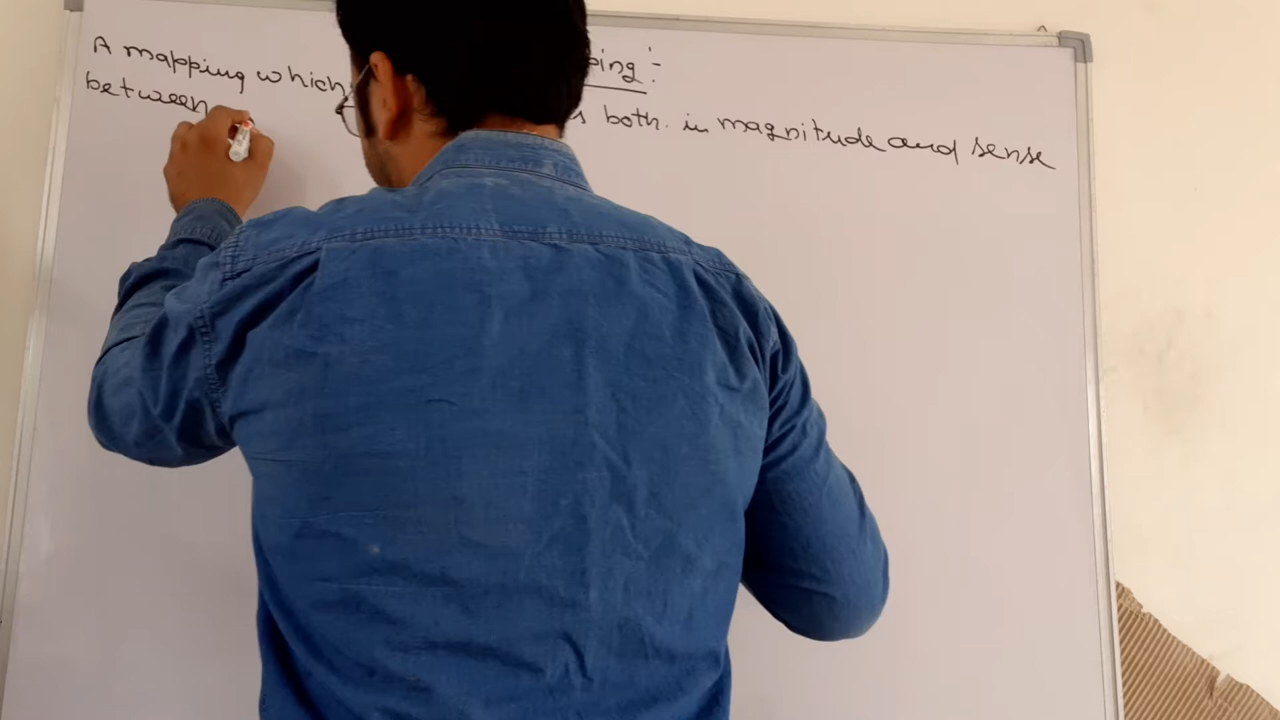 ping :-
A mapping which s both. in magnitude and sense
between